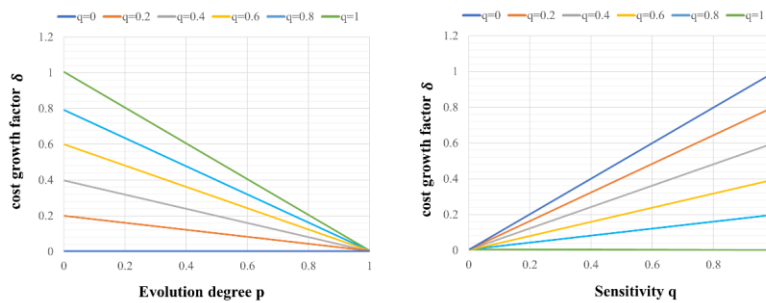 q=0 q=0.2 q=0.4 q=0.6 q=0.8 q=1
1.2
1
0.8
0.6
0.4
0.2
0
0 0.2 0.4 0.6 0.8 1
cost growth factor δ
Evolution degree p
q=0 q=0.2 q=0.4 q=0.6 q=0.8 q=1
1.2
1
0.8
0.6
0.4
0.2
0
0 0.2 0.4 0.6 0.8
cost growth factor δ
Sensitivity q